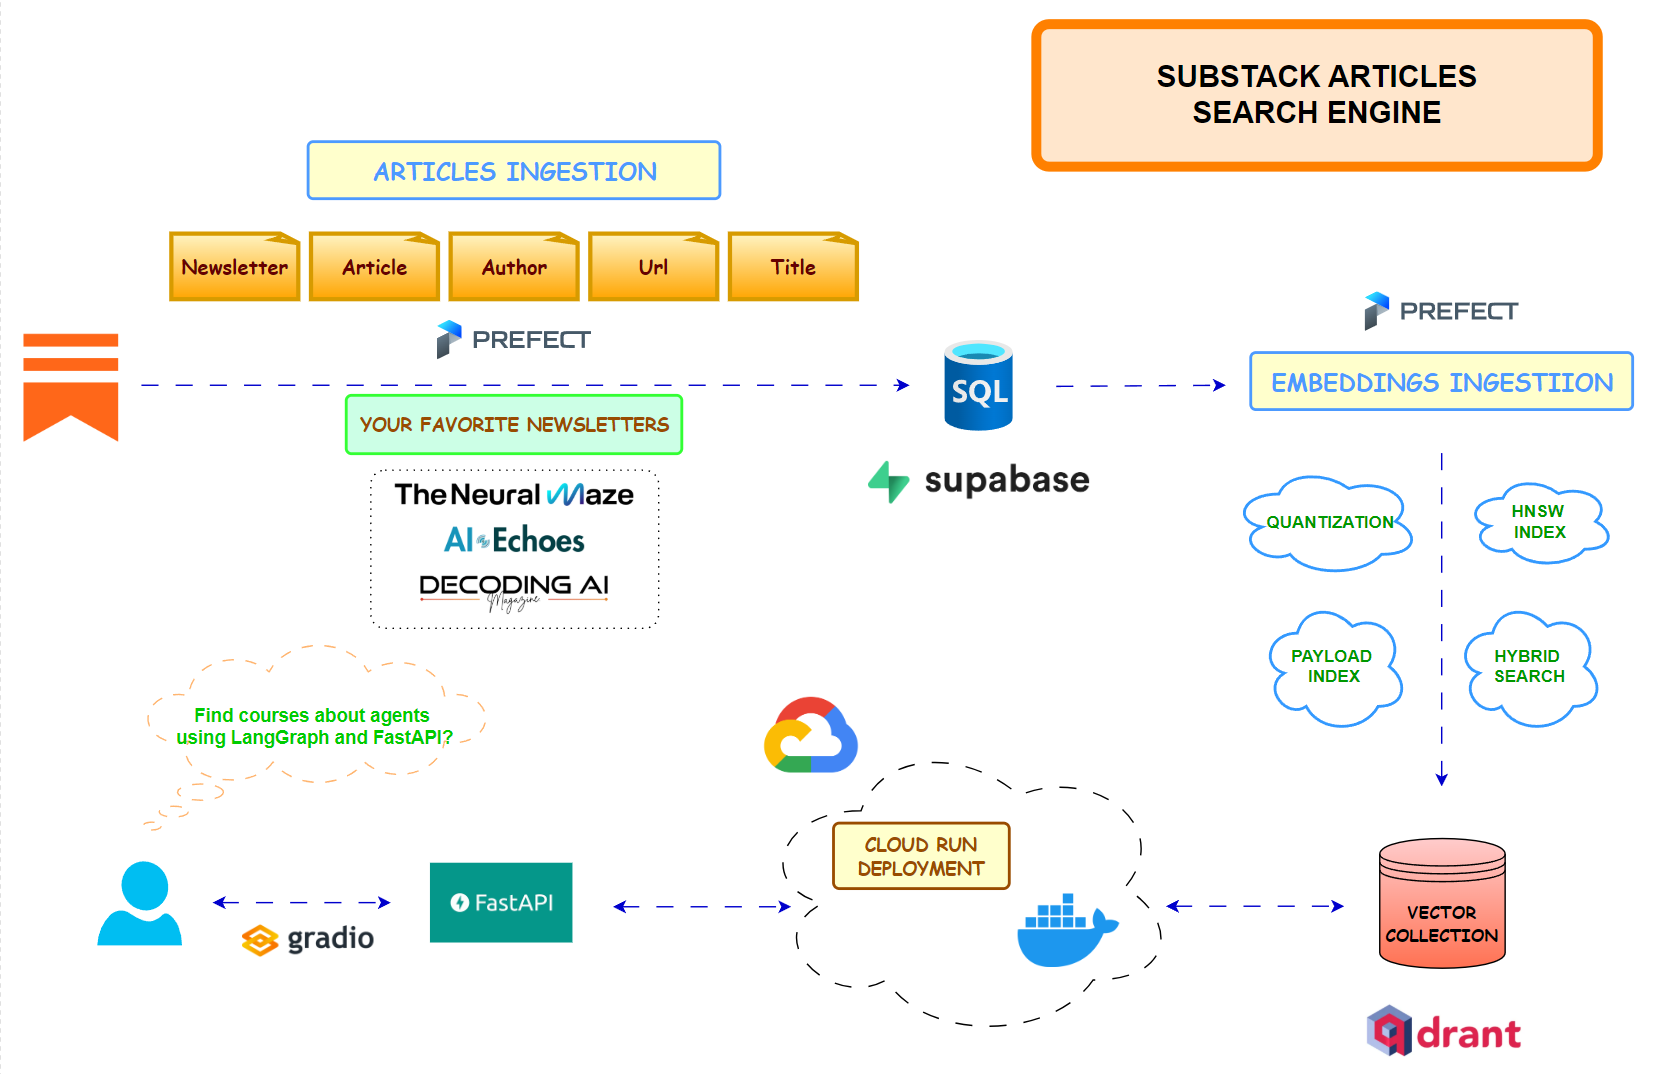 SUBSTACK ARTICLES
SEARCH ENGINE
ARTICLES INGESTION
Newsletter
Article
Author
Url
Title
PREFECT
YOUR FAVORITE NEWSLETTERS
The Neural Maze
AI Echoes
DECODING AI
Magazine
SQL
supabase
PREFECT
EMBEDDINGS INGESTIION
QUANTIZATION
HNSW
INDEX
PAYLOAD
INDEX
HYBRID
SEARCH
Find courses about agents
using LangGraph and FastAPI?
gradio
FastAPI
CLOUD RUN
DEPLOYMENT
VECTOR
COLLECTION
qdrant